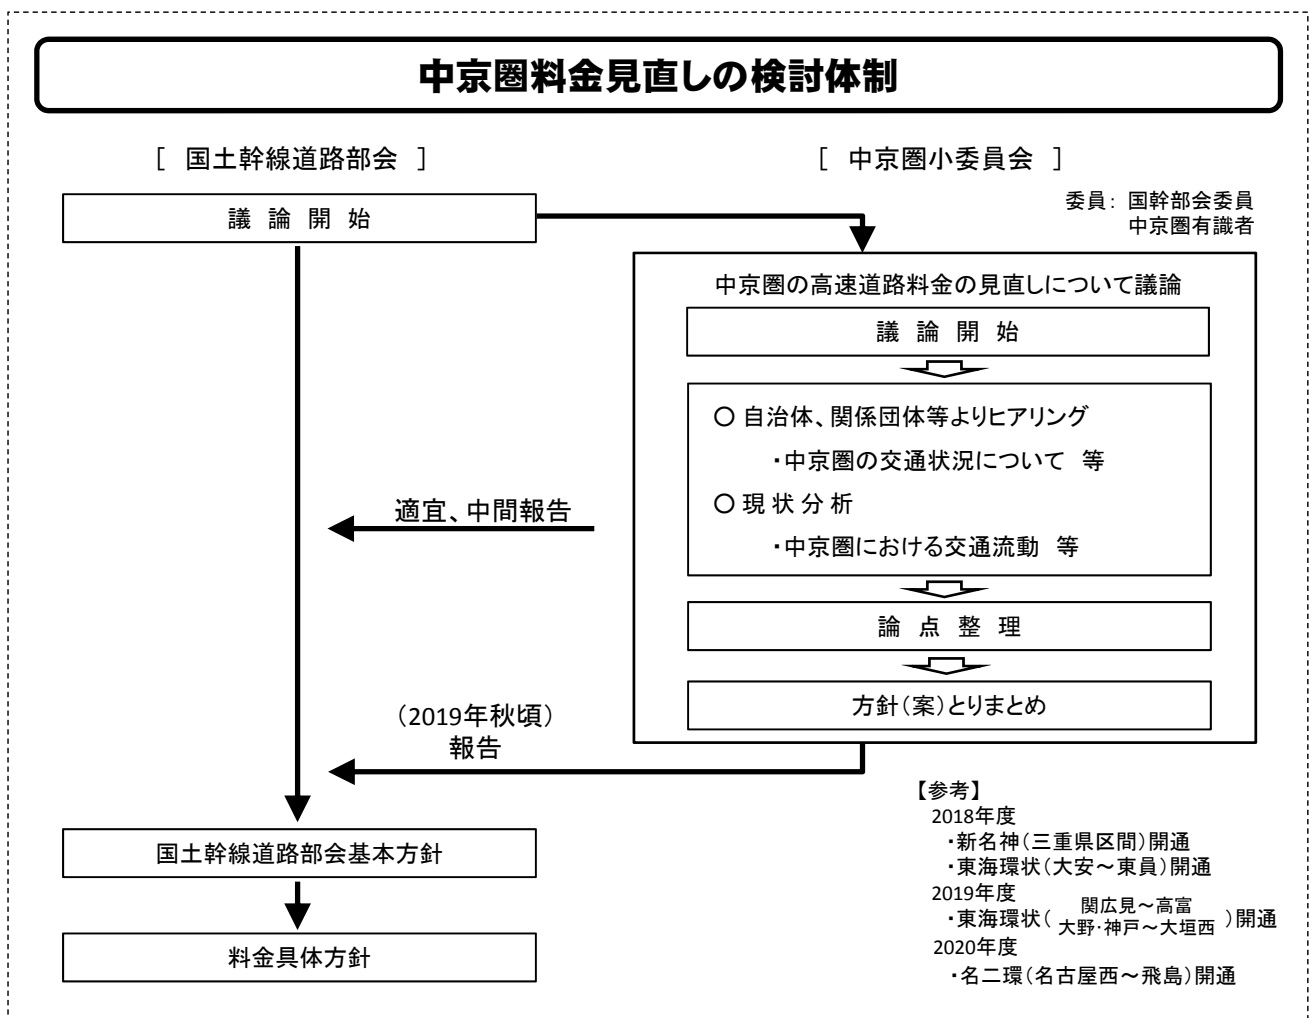 中京圏料金見直しの検討体制
[ 国土幹線道路部会 ]
議 論 開 始
[ 中京圏小委員会 ]
委員: 国幹部会委員
中京圏有識者
中京圏の高速道路料金の見直しについて議論
議 論 開 始
○ 自治体、関係団体等よりヒアリング
・中京圏の交通状況について 等
○ 現 状 分 析
・中京圏における交通流動 等
論 点 整 理
方針(案)とりまとめ
適宜、中間報告
(2019年秋頃)
報告
国土幹線道路部会基本方針
料金具体方針
【参考】
2018年度
・新名神(三重県区間)開通
・東海環状(大安~東員)開通
2019年度
・東海環状( 関広見~高富
大野・神戸~大垣西 )開通
2020年度
・名二環(名古屋西~飛島)開通